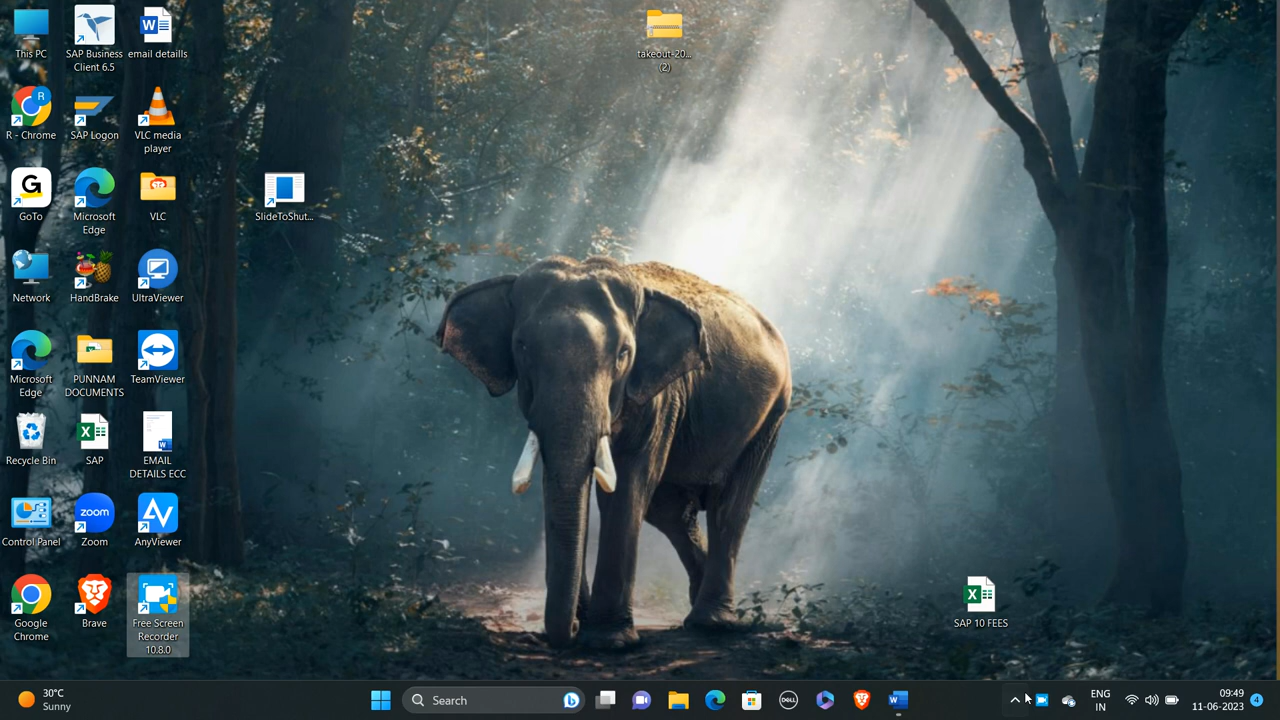 This PC
SAP Business
Client 6.5
email detaills
takeout-20...
(2)
R
R - Chrome
SAP Logon
VLC media
player
G
GoTo
Microsoft
Edge
VLC
SlideToShut...
Network
HandBrake
UltraViewer
Microsoft
Edge
PUNNAM
DOCUMENTS
TeamViewer
Recycle Bin
SAP
EMAIL
DETAILS ECC
Control Panel
zoom
Zoom
AnyViewer
Google
Chrome
Brave
Free Screen
Recorder
10.8.0
SAP 10 FEES
30°C
Sunny
Search
DELL
ENG
IN
09:49
11-06-2023
4